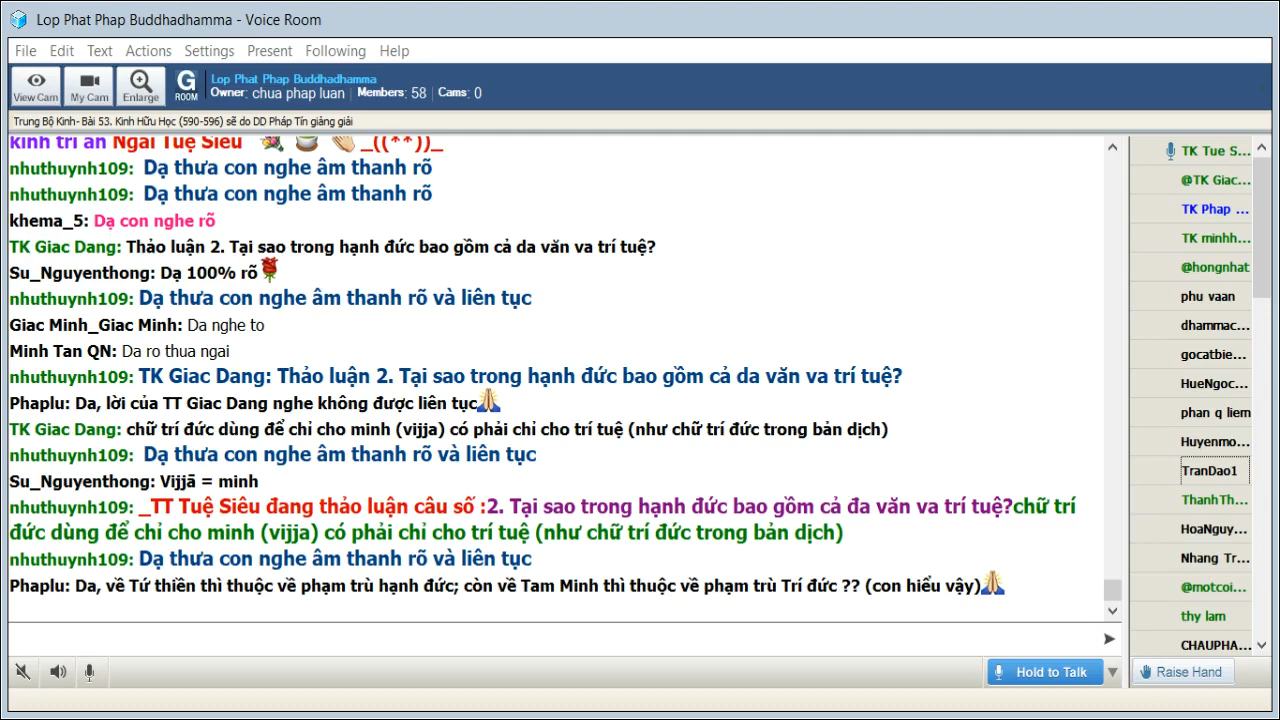 Lop Phat Phap Buddhadhamma - Voice Room
File Edit Text Actions Settings Present Following Help
View Cam My Cam Enlarge G ROOM
Lop Phat Phap Buddhadhamma
Owner: chua phap luan Members: 58 Cams: 0
Trung Bộ Kinh- Bài 53. Kinh Hữu Học (590-596) sẽ do DD Pháp Tín giảng giải
kính tri ân Ngài Tuệ Siêu _((**))_
nhuthuynh109: Dạ thưa con nghe âm thanh rõ
nhuthuynh109: Dạ thưa con nghe âm thanh rõ
khema_5: Dạ con nghe rõ
TK Giac Dang: Thảo luận 2. Tại sao trong hạnh đức bao gồm cả da văn va trí tuệ?
Su_Nguyenthong: Dạ 100% rõ
nhuthuynh109: Dạ thưa con nghe âm thanh rõ và liên tục
Giac Minh_Giac Minh: Da nghe to
Minh Tan QN: Da ro thua ngai
nhuthuynh109: TK Giac Dang: Thảo luận 2. Tại sao trong hạnh đức bao gồm cả da văn va trí tuệ?
Phaplu: Da, lời của TT Giac Dang nghe không được liên tục
TK Giac Dang: chữ trí đức dùng để chỉ cho minh (vijja) có phải chỉ cho trí tuê (như chữ trí đức trong bản dịch)
nhuthuynh109: Dạ thưa con nghe âm thanh rõ và liên tục
Su_Nguyenthong: Vijjā = minh
nhuthuynh109: _TT Tuệ Siêu đang thảo luận câu số :2. Tại sao trong hạnh đức bao gồm cả da văn va trí tuệ?chữ trí
đức dùng để chỉ cho minh (vijja) có phải chỉ cho trí tuê (như chữ trí đức trong bản dịch)
nhuthuynh109: Dạ thưa con nghe âm thanh rõ và liên tục
Phaplu: Da, về Tứ thiền thì thuộc về phạm trù hạnh đức; còn về Tam Minh thì thuộc về phạm trù Trí đức ?? (con hiểu vậy)
TK Tue S...
@TK Giac...
TK Phap ...
TK minhh...
@hongnhat
phu vaan
dhammac...
gocatbie...
HueNgoc...
phan q liem
Huyenmo...
TranDao1
ThanhTh...
HoaNguy...
Nhang Tr...
@motcoi...
thy lam
CHAUPHA...
Hold to Talk
Raise Hand